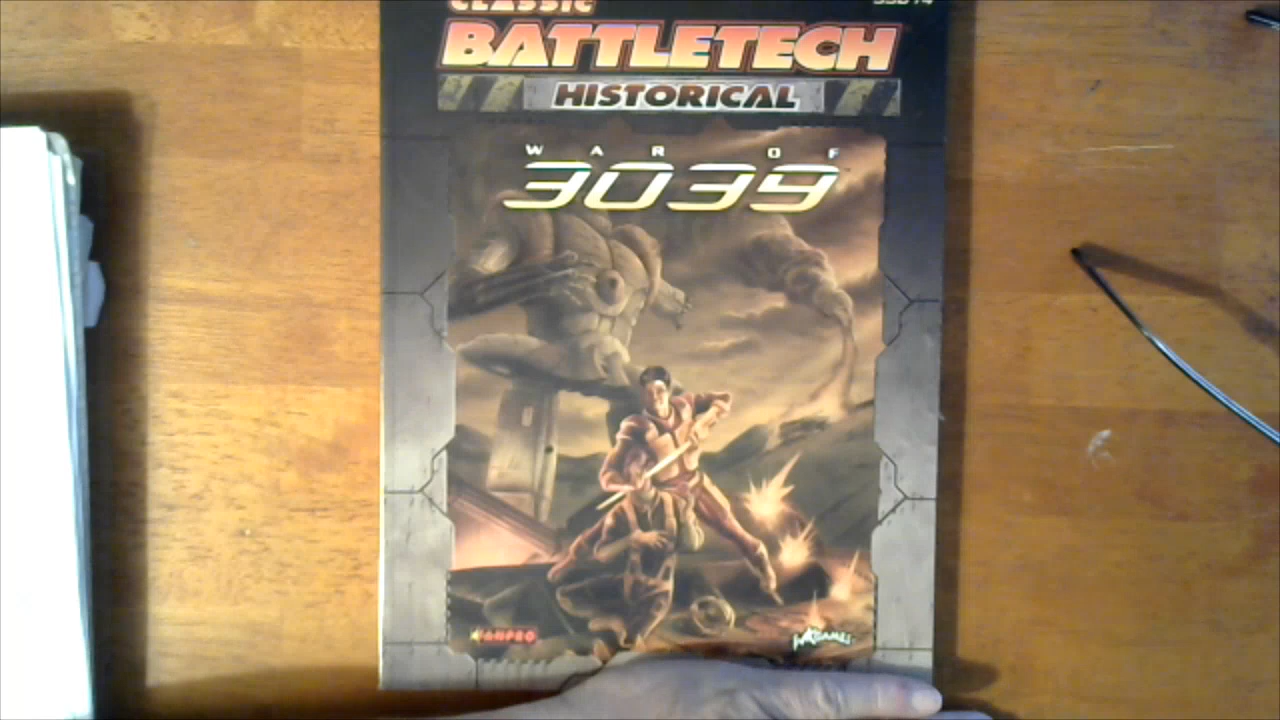 CLASSIC
BATTLETECH
HISTORICAL
WAR OF
3039
FANPRO